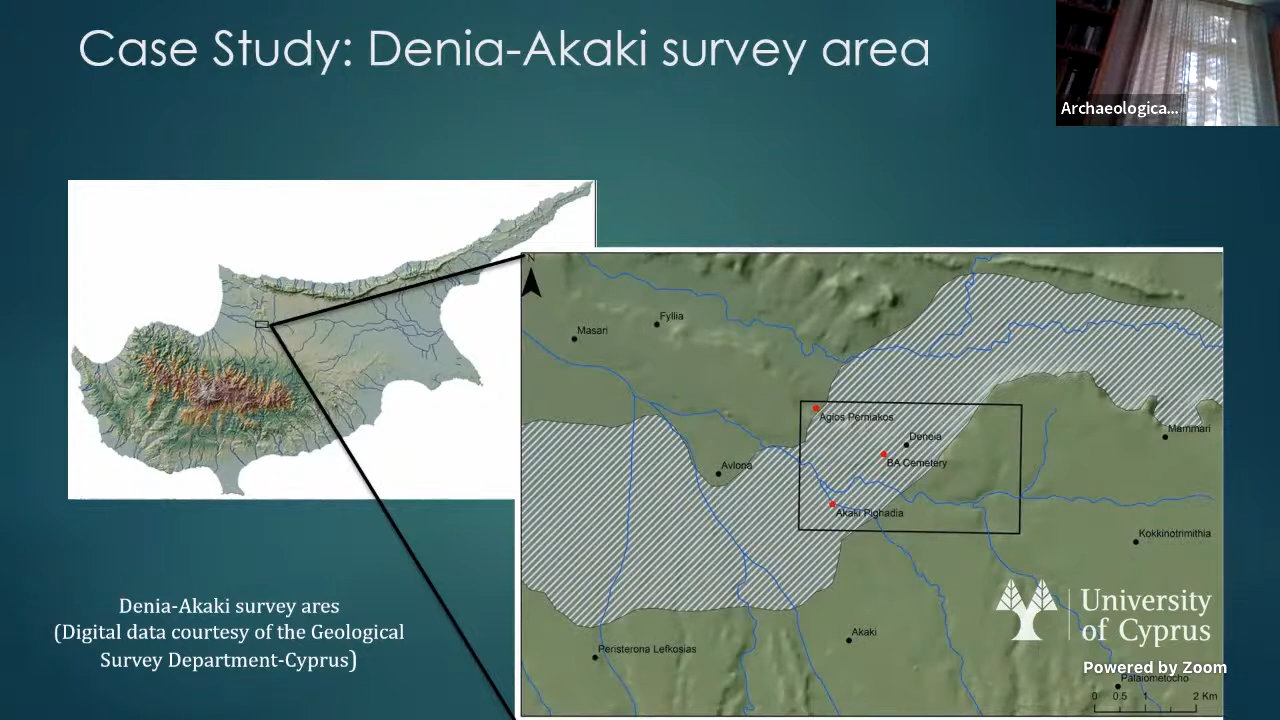 Case Study: Denia-Akaki survey area
Archaeologica...
N
Fyllia
Masari
Agios Perniakos
Deneia
Mammari
BA Cemetery
Avlona
Akaki Pighadia
Kokkinotrimithia
University
of Cyprus
Denia-Akaki survey ares
(Digital data courtesy of the Geological
Survey Department-Cyprus)
Akaki
Peristerona Lefkosias
Powered by Zoom
Palaiometocho
0 0.5 1 2 Km